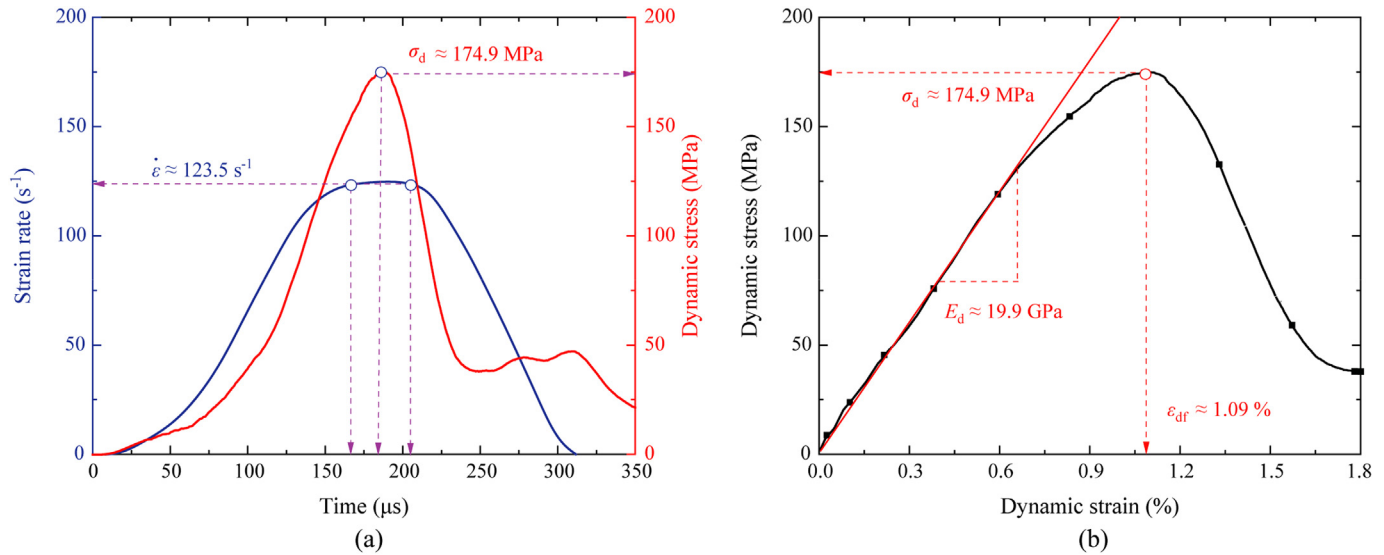 200
150
100
50
0
Strain rate (s⁻¹)
0
50
100
150
200
250
300
350
Time (μs)
200
150
100
50
0
Dynamic stress (MPa)
σd ≈ 174.9 MPa
ε̇ ≈ 123.5 s⁻¹
(a)
200
150
100
50
0
Dynamic stress (MPa)
0.0
0.3
0.6
0.9
1.2
1.5
1.8
Dynamic strain (%)
σd ≈ 174.9 MPa
Ed ≈ 19.9 GPa
εdf ≈ 1.09 %
(b)